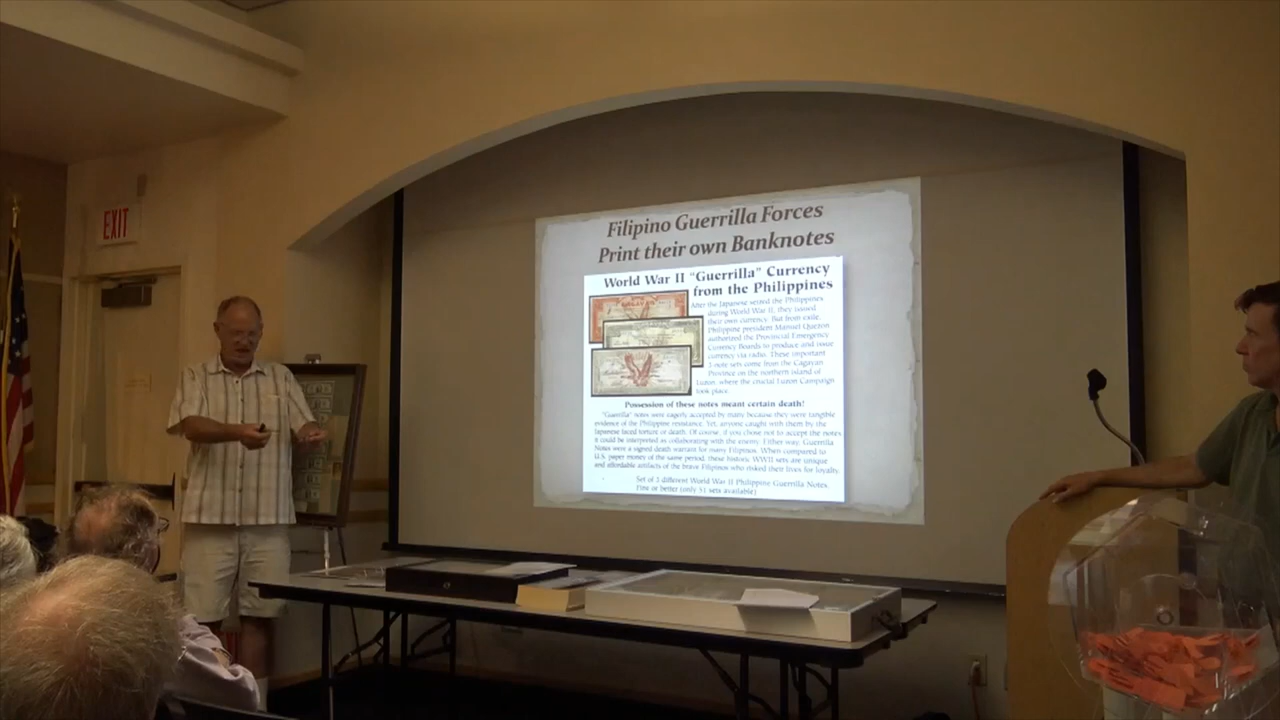 EXIT
Filipino Guerrilla Forces
Print their own Banknotes
World War II "Guerrilla" Currency
from the Philippines
After the Japanese seized the Philippines
during World War II, they issued
their own currency. But from exile,
Philippine president Manuel Quezon
authorized the Provincial Emergency
Currency Boards to produce and issue
currency via radio. These important
3-note sets come from the Cagayan
Province on the northern island of
Luzon, where the crucial Luzon Campaign
took place.
Possession of these notes meant certain death!
"Guerrilla" notes were eagerly accepted by many because they were tangible
evidence of the Philippine resistance. Yet, anyone caught with them by the
Japanese faced torture or death. Of course, if you chose not to accept the notes
it could be interpreted as collaborating with the enemy. Either way, Guerrilla
Notes were a signed death warrant for many Filipinos. When compared to
U.S. paper money of the same period, these historic WWII sets are unique
and affordable artifacts of the brave Filipinos who risked their lives for loyalty.
Set of 3 different World War II Philippine Guerrilla Notes
Fine or better (only 51 sets available)